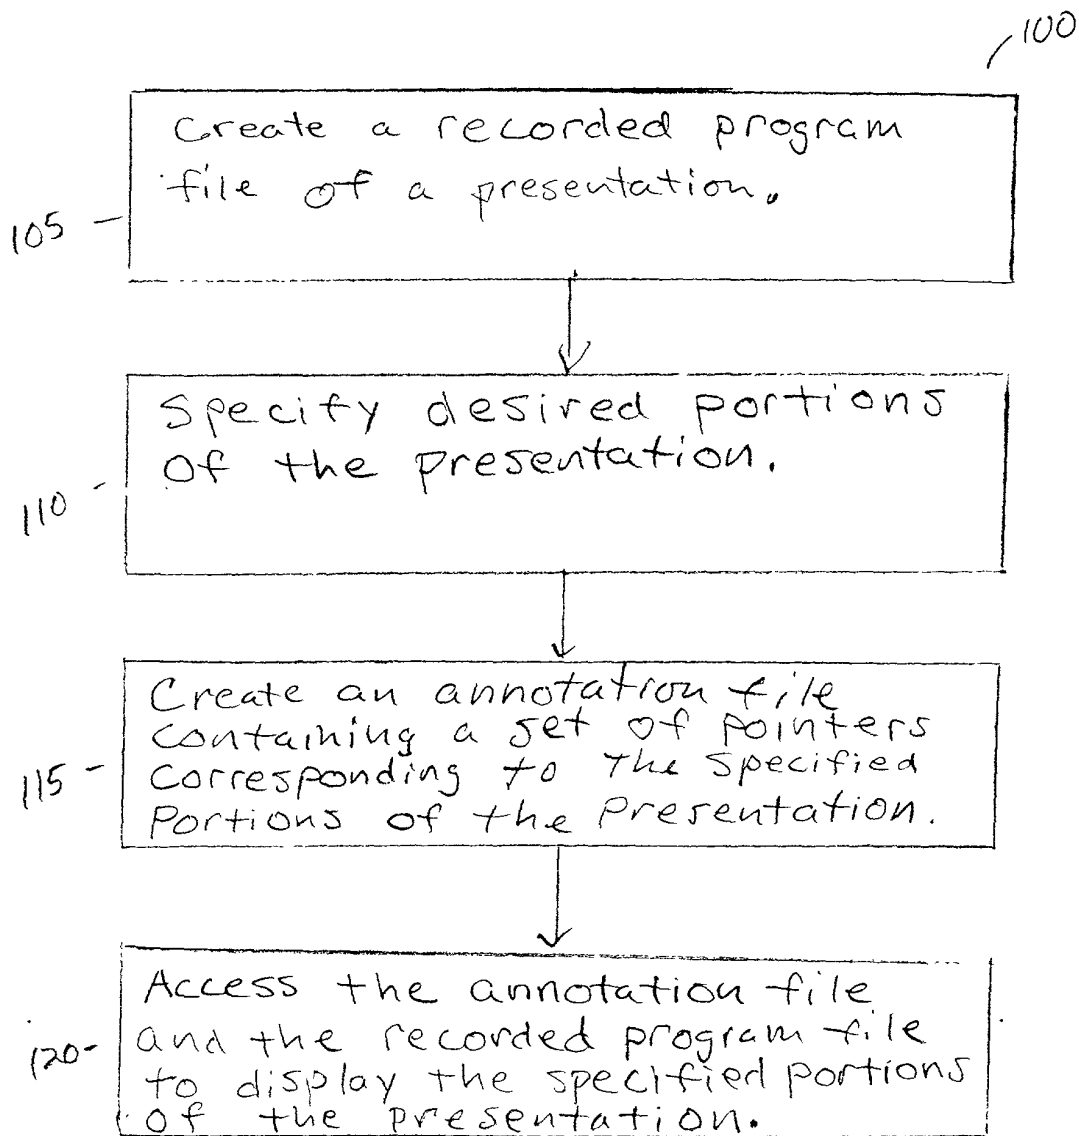 100
Create a recorded program
file of a presentation.
105
Specify desired portions
of the presentation.
110
Create an annotation file
containing a set of pointers
corresponding to the specified
portions of the presentation.
115
Access the annotation file
and the recorded program file
to display the specified portions
of the presentation.
120